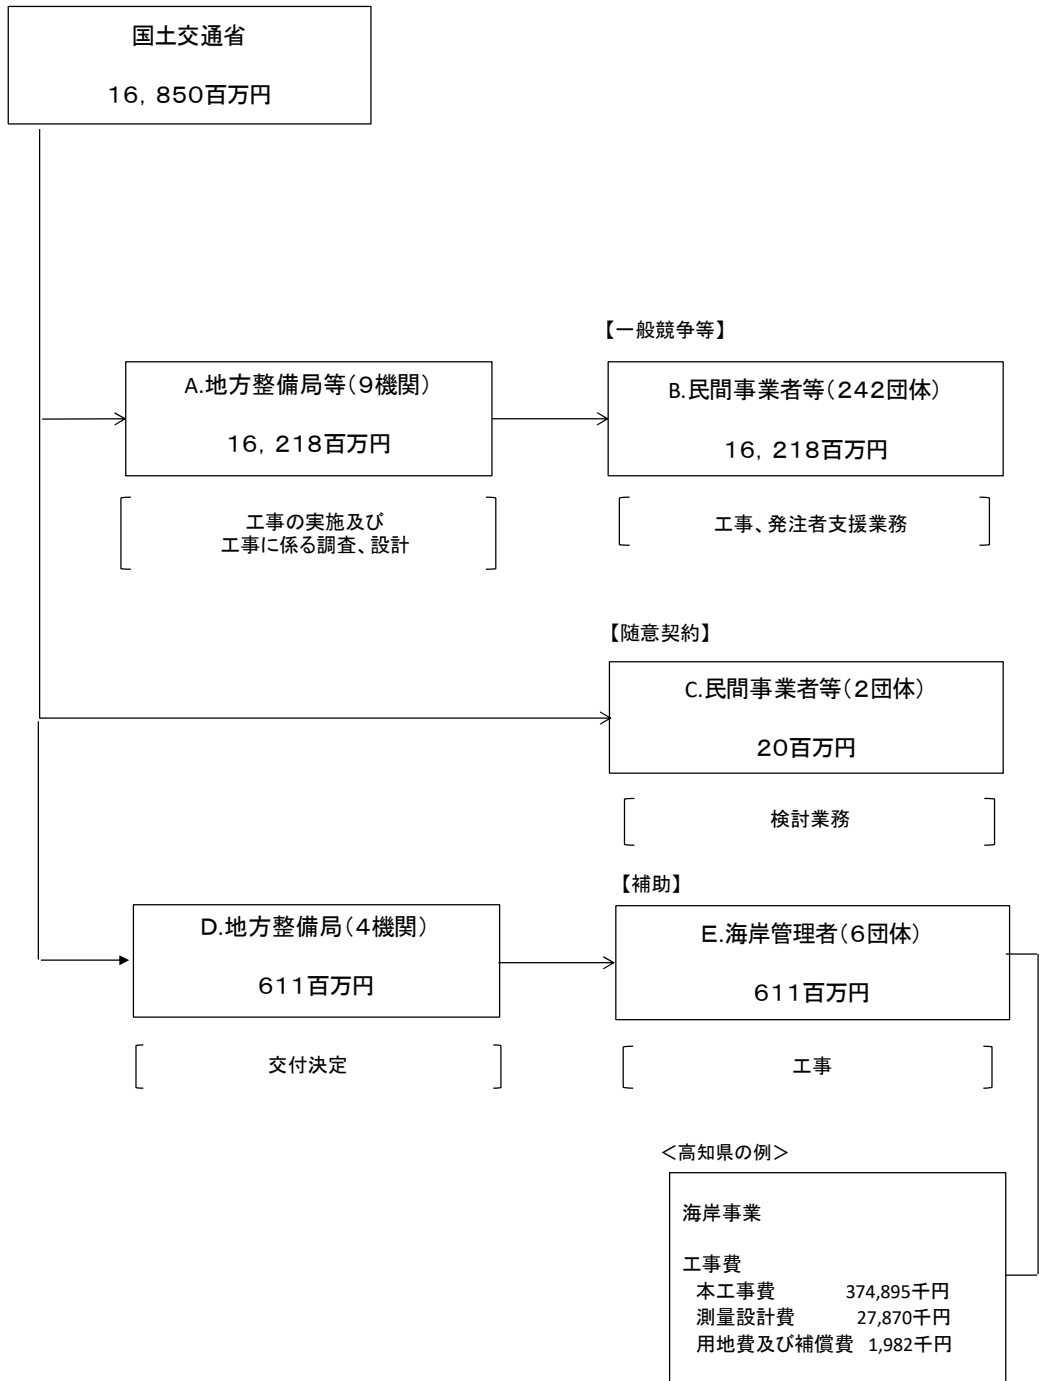 国土交通省
16，850百万円
【一般競争等】
A.地方整備局等（9機関）
16，218百万円
B.民間事業者等（242団体）
16，218百万円
工事の実施及び
工事に係る調査、設計
工事、発注者支援業務
【随意契約】
C.民間事業者等（2団体）
20百万円
検討業務
【補助】
D.地方整備局（4機関）
611百万円
E.海岸管理者（6団体）
611百万円
交付決定
工事
＜高知県の例＞
海岸事業
工事費
本工事費 374,895千円
測量設計費 27,870千円
用地費及び補償費 1,982千円